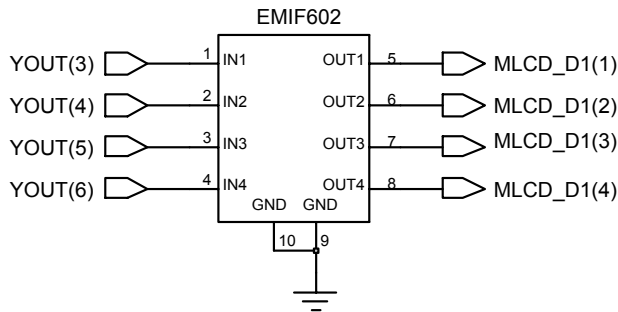 EMIF602
YOUT(3) 1 IN1 OUT1 5 MLCD_D1(1)
YOUT(4) 2 IN2 OUT2 6 MLCD_D1(2)
YOUT(5) 3 IN3 OUT3 7 MLCD_D1(3)
YOUT(6) 4 IN4 OUT4 8 MLCD_D1(4)
GND GND
10 9